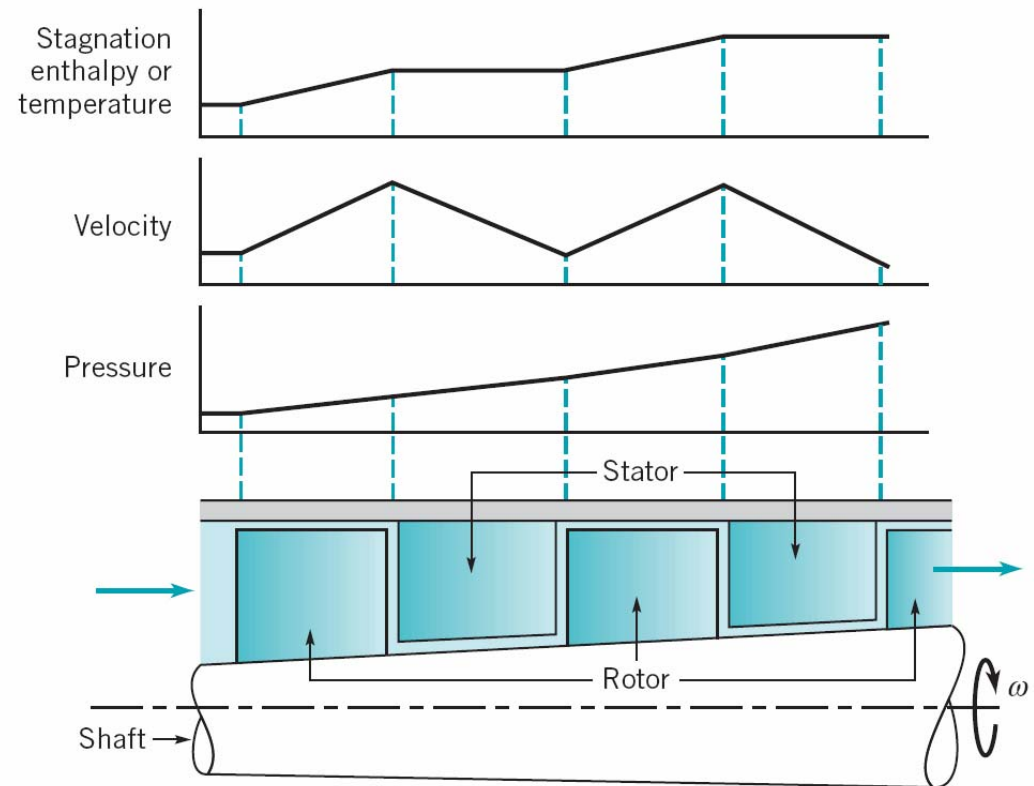 Stagnation
enthalpy or
temperature
Velocity
Pressure
Stator
Rotor
ω
Shaft